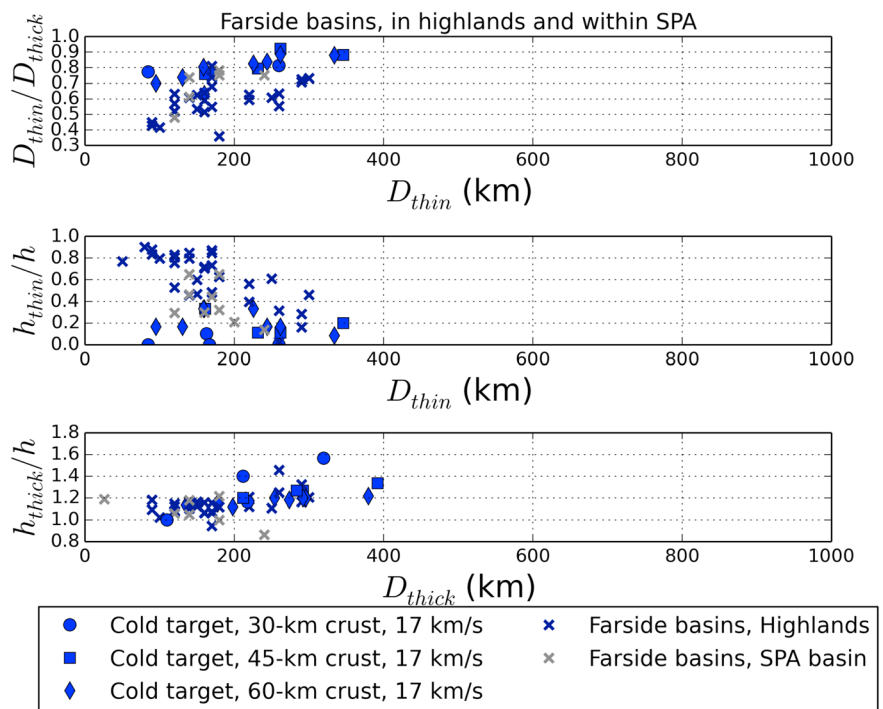 Farside basins, in highlands and within SPA
D_thin/D_thick
0.9
0.8
0.7
0.6
0.5
0.4
0.3
1.0
0 200 400 600 800 1000
D_thin (km)
h_thin/h
1.0
0.8
0.6
0.4
0.2
0.0
0 200 400 600 800 1000
D_thin (km)
h_thick/h
1.8
1.6
1.4
1.2
1.0
0.8
0 200 400 600 800 1000
D_thick (km)
Cold target, 30-km crust, 17 km/s
Cold target, 45-km crust, 17 km/s
Cold target, 60-km crust, 17 km/s
Farside basins, Highlands
Farside basins, SPA basin